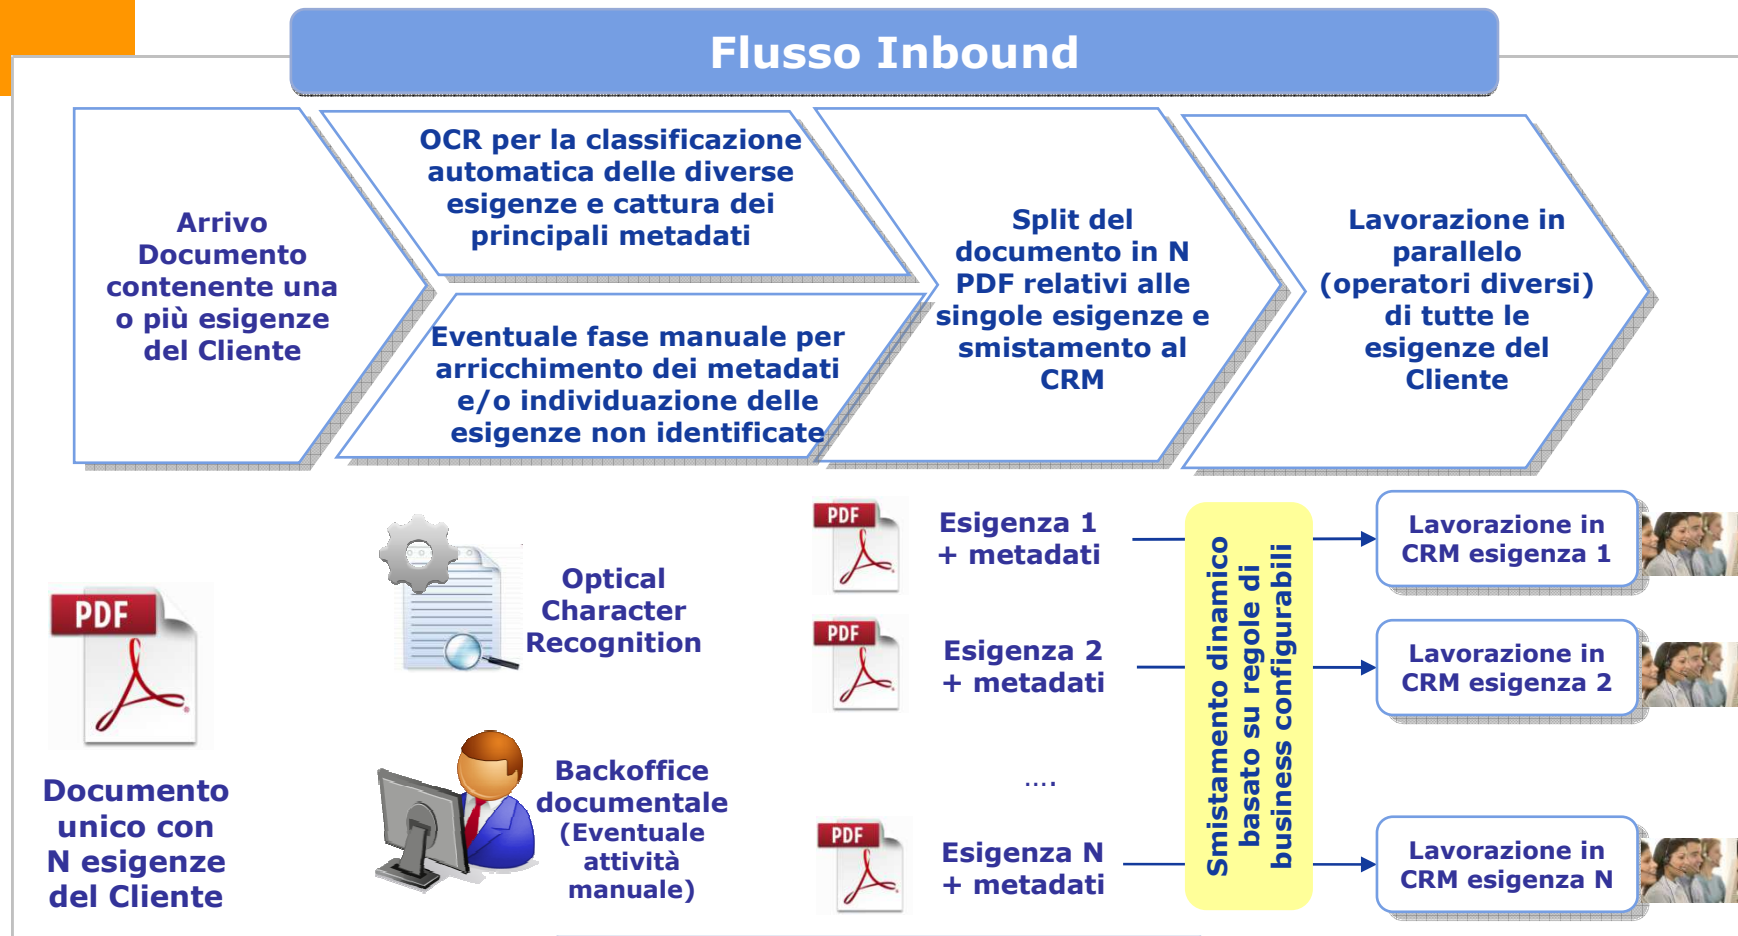 Flusso Inbound
Arrivo
Documento
contenente una
o più esigenze
del Cliente
OCR per la classificazione
automatica delle diverse
esigenze e cattura dei
principali metadati
Eventuale fase manuale per
arricchimento dei metadati
e/o individuazione delle
esigenze non identificate
Split del
documento in N
PDF relativi alle
singole esigenze e
smistamento al
CRM
Lavorazione in
parallelo
(operatori diversi)
di tutte le
esigenze del
Cliente
PDF
Documento
unico con
N esigenze
del Cliente
Optical
Character
Recognition
Backoffice
documentale
(Eventuale
attività
manuale)
PDF
Esigenza 1
+ metadati
PDF
Esigenza 2
+ metadati
....
PDF
Esigenza N
+ metadati
Smistamento dinamico
basato su regole di
business configurabili
Lavorazione in
CRM esigenza 1
Lavorazione in
CRM esigenza 2
Lavorazione in
CRM esigenza N